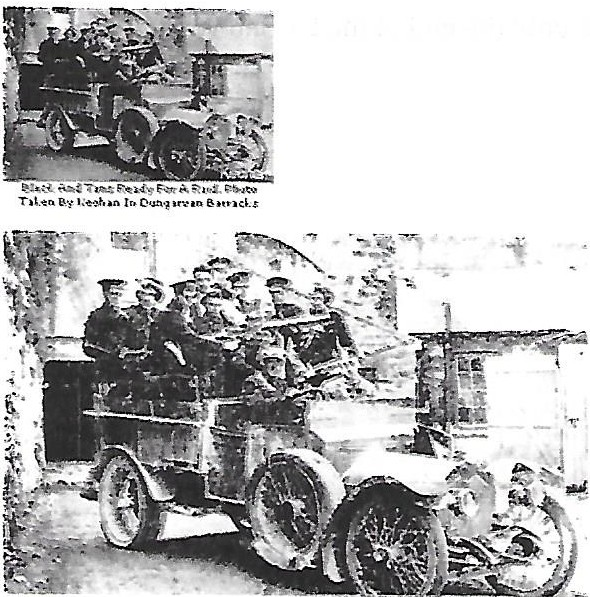 Black And Tans Ready For A Raid. Photo
Taken By Keohan In Dungarvan Barracks